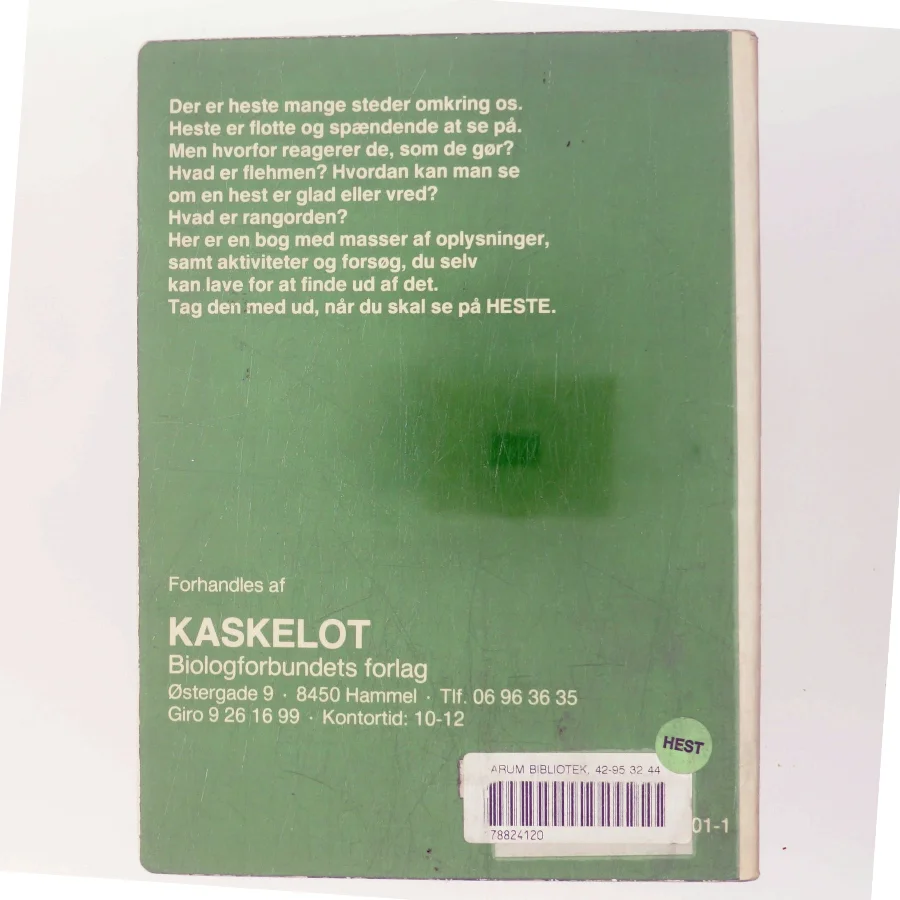 Der er heste mange steder omkring os.
Heste er flotte og spændende at se på.
Men hvorfor reagerer de, som de gør?
Hvad er flehmen? Hvordan kan man se
om en hest er glad eller vred?
Hvad er rangorden?
Her er en bog med masser af oplysninger,
samt aktiviteter og forsøg, du selv
kan lave for at finde ud af det.
Tag den med ud, når du skal se på HESTE.
Forhandles af
KASKELOT
Biologforbundets forlag
Østergade 9 · 8450 Hammel · Tlf. 06 96 36 35
Giro 9 26 16 99 · Kontortid: 10-12
HEST
ARUM BIBLIOTEK, 42-95 32 44
78824120
01-1